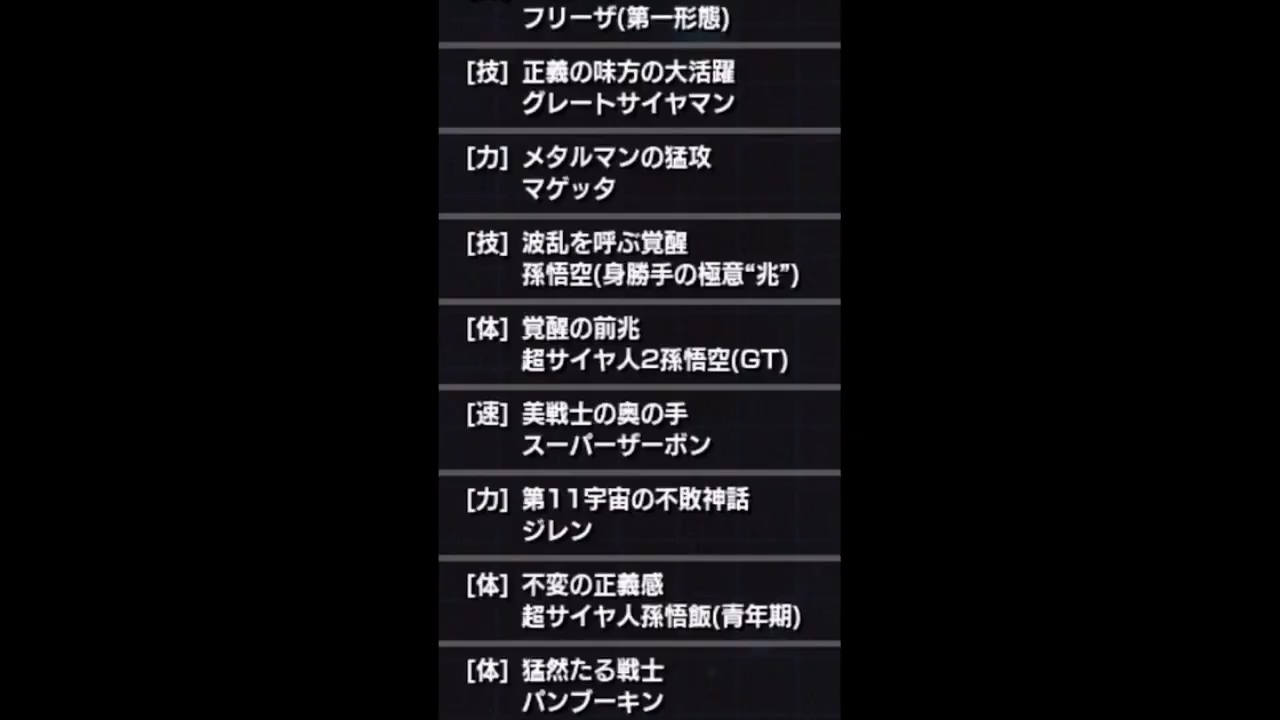 フリーザ(第一形態)
[技] 正義の味方の大活躍
グレートサイヤマン
[力] メタルマンの猛攻
マゲッタ
[技] 波乱を呼ぶ覚醒
孫悟空(身勝手の極意“兆”)
[体] 覚醒の前兆
超サイヤ人2孫悟空(GT)
[速] 美戦士の奥の手
スーパーザーボン
[力] 第11宇宙の不敗神話
ジレン
[体] 不変の正義感
超サイヤ人孫悟飯(青年期)
[体] 猛然たる戦士
パンブーキン